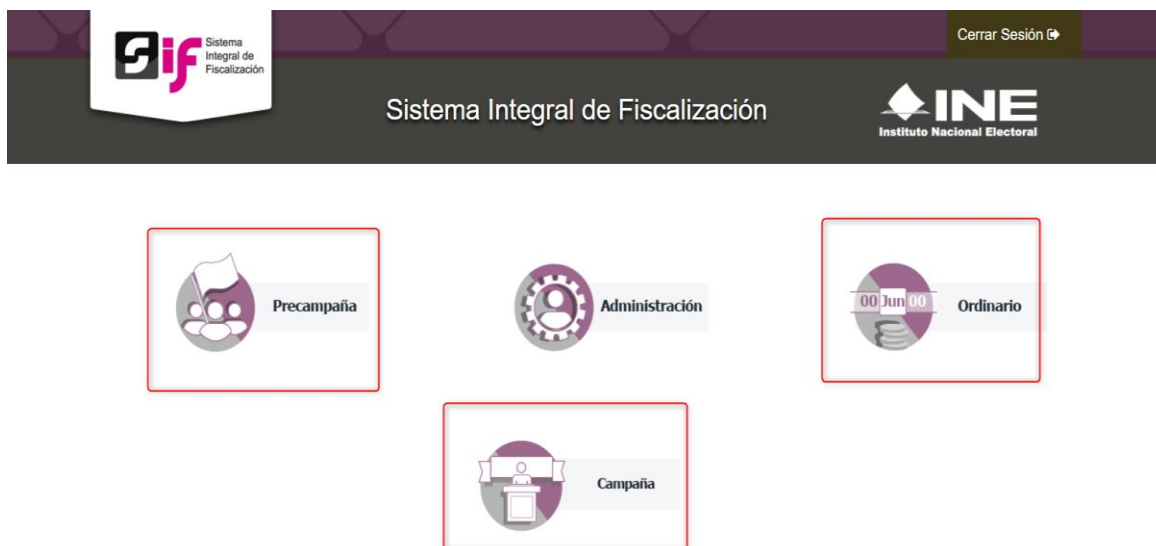 Cerrar Sesión
sif
Sistema
Integral de
Fiscalización
Sistema Integral de Fiscalización
INE
Instituto Nacional Electoral
Precampaña
Administración
00 Jun 00
Ordinario
Campaña